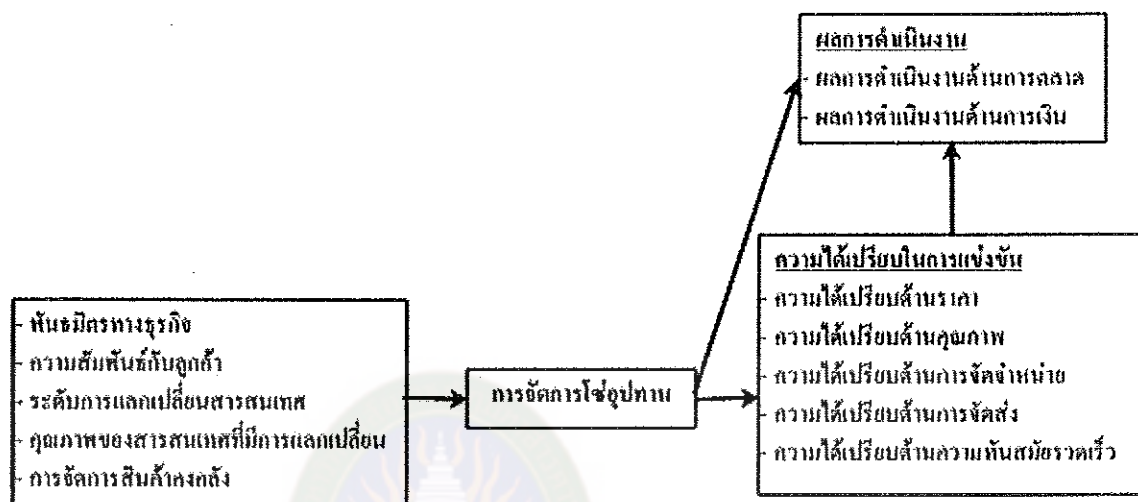 ผลการดำเนินงาน
- ผลการดำเนินงานด้านการตลาด
- ผลการดำเนินงานด้านการเงิน
ความได้เปรียบในการแข่งขัน
- ความได้เปรียบด้านราคา
- ความได้เปรียบด้านคุณภาพ
- ความได้เปรียบด้านการจัดจำหน่าย
- ความได้เปรียบด้านการจัดส่ง
- ความได้เปรียบด้านความทันสมัยรวดเร็ว
- พันธมิตรทางธุรกิจ
- ความสัมพันธ์กับลูกค้า
- ระดับการแลกเปลี่ยนสารสนเทศ
- คุณภาพของสารสนเทศที่มีการแลกเปลี่ยน
- การจัดการสินค้าคงคลัง
การจัดการโซ่อุปทาน